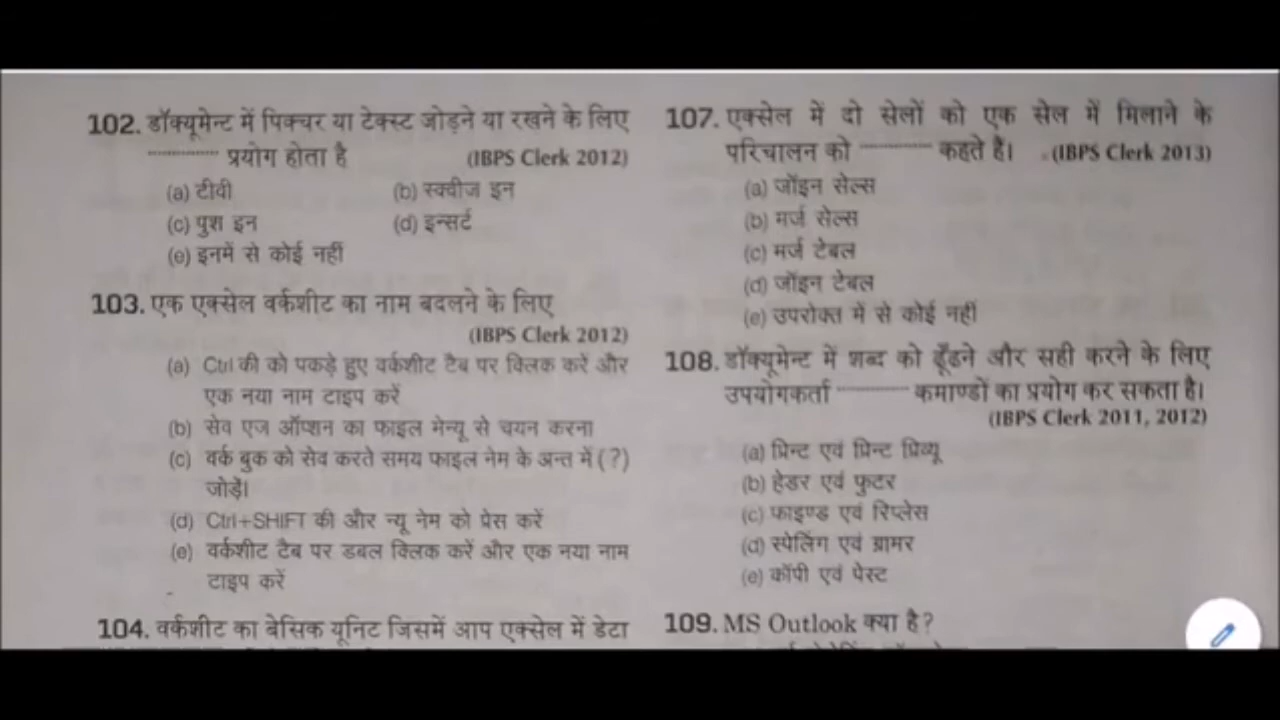 102. डॉक्यूमेन्ट में पिक्चर या टेक्स्ट जोड़ने या रखने के लिए
............... प्रयोग होता है (IBPS Clerk 2012)
(a) टीवी (b) स्क्वीज इन
(c) पुश इन (d) इन्सर्ट
(e) इनमें से कोई नहीं
103. एक एक्सेल वर्कशीट का नाम बदलने के लिए
(IBPS Clerk 2012)
(a) Ctrl की को पकड़े हुए वर्कशीट टैब पर क्लिक करें और
एक नया नाम टाइप करें
(b) सेव एज ऑप्शन का फाइल मेन्यू से चयन करना
(c) वर्क बुक को सेव करते समय फाइल नेम के अन्त में (?)
जोड़ें।
(d) Ctrl+SHIFT की और न्यू नेम को प्रेस करें
(e) वर्कशीट टैब पर डबल क्लिक करें और एक नया नाम
टाइप करें
104. वर्कशीट का बेसिक यूनिट जिसमें आप एक्सेल में डेटा
107. एक्सेल में दो सेलों को एक सेल में मिलाने के
परिचालन को ............... कहते हैं। (IBPS Clerk 2013)
(a) जॉइन सेल्स
(b) मर्ज सेल्स
(c) मर्ज टेबल
(d) जॉइन टेबल
(e) उपरोक्त में से कोई नहीं
108. डॉक्यूमेन्ट में शब्द को ढूँढने और सही करने के लिए
उपयोगकर्ता ............... कमाण्डों का प्रयोग कर सकता है।
(IBPS Clerk 2011, 2012)
(a) प्रिन्ट एवं प्रिन्ट प्रिव्यू
(b) हेडर एवं फुटर
(c) फाइण्ड एवं रिप्लेस
(d) स्पेलिंग एवं ग्रामर
(e) कॉपी एवं पेस्ट
109. MS Outlook क्या है?